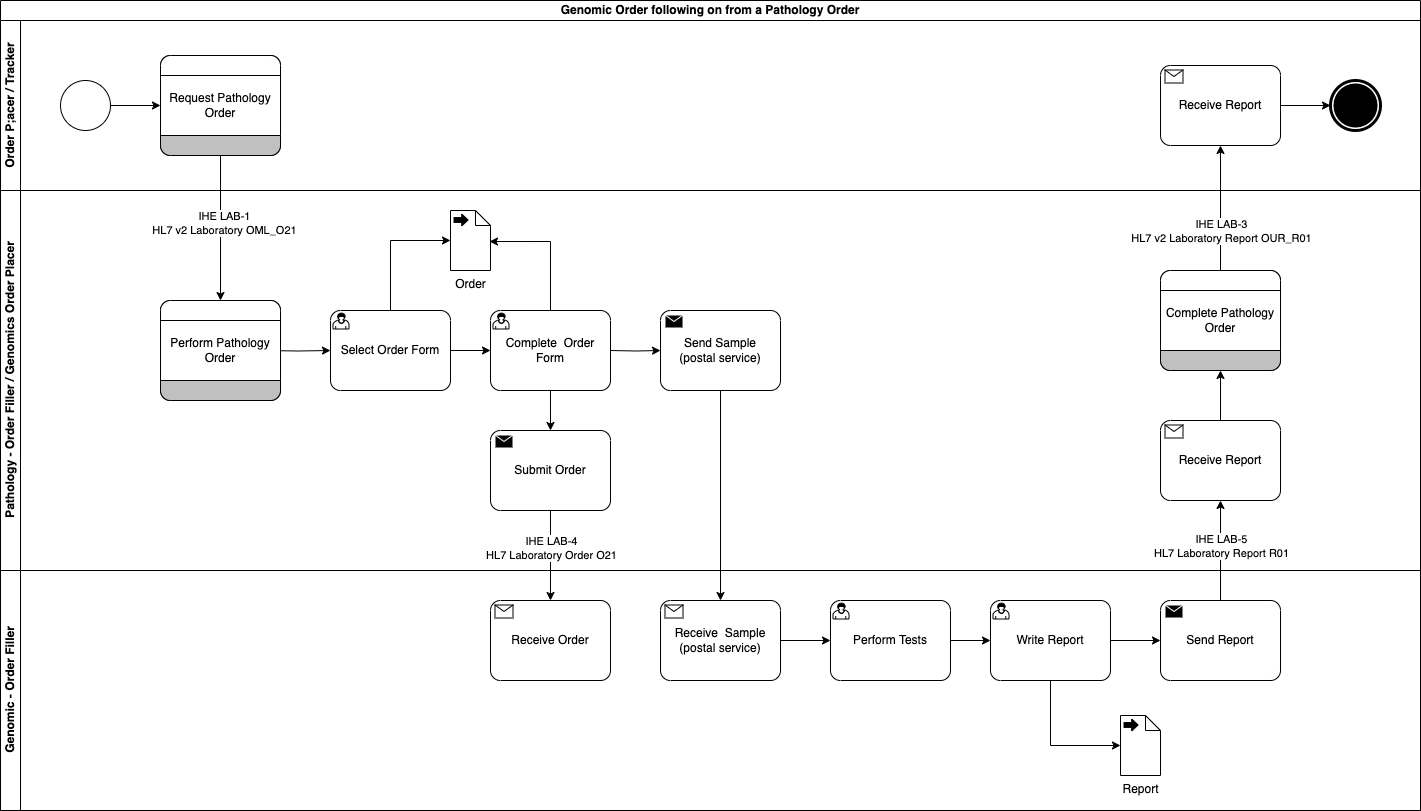 Genomic Order following on from a Pathology Order
Order P;acer / Tracker
Request Pathology
Order
Receive Report
IHE LAB-1
HL7 v2 Laboratory OML_O21
IHE LAB-3
HL7 v2 Laboratory Report OUR_R01
Pathology - Order Filler / Genomics Order Placer
Order
Perform Pathology
Order
Select Order Form
Complete  Order
Form
Send Sample
(postal service)
Complete Pathology
Order
Submit Order
Receive Report
IHE LAB-4
HL7 Laboratory Order O21
IHE LAB-5
HL7 Laboratory Report R01
Genomic - Order Filler
Receive Order
Receive  Sample
(postal service)
Perform Tests
Write Report
Send Report
Report